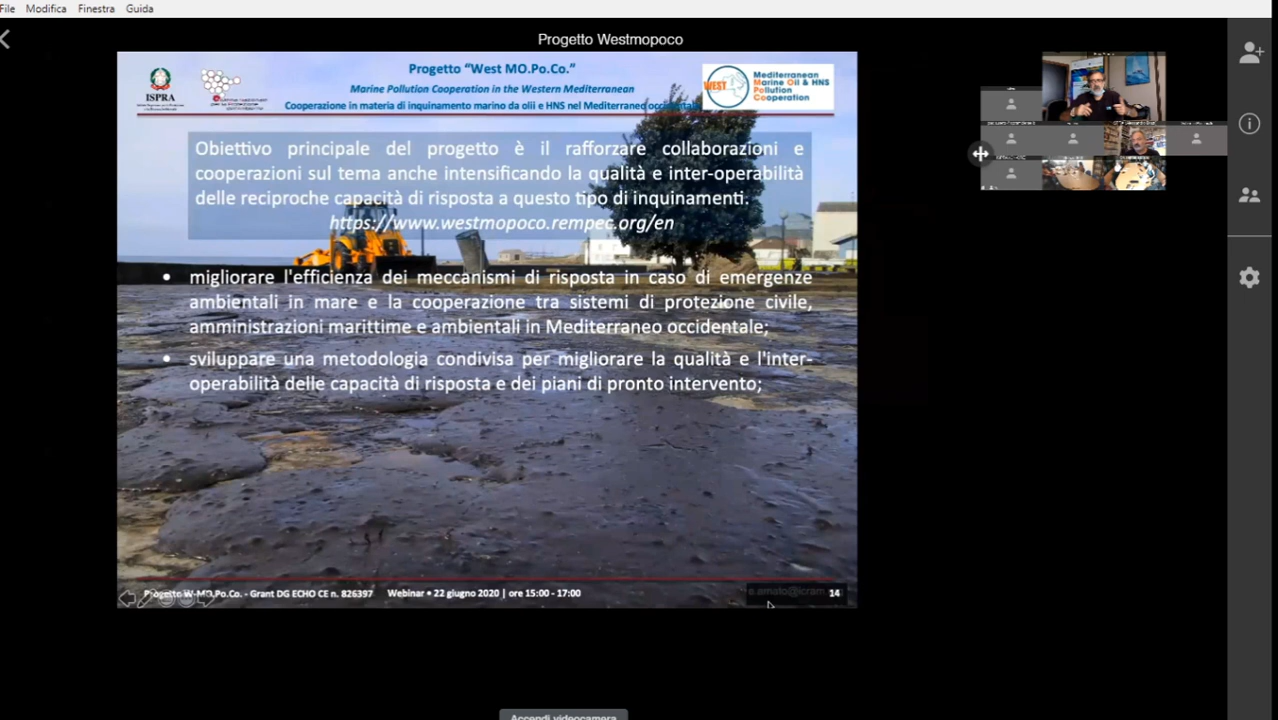 File Modifica Finestra Guida
Progetto Westmopoco
ISPRA
Progetto "West MO.Po.Co."
Marine Pollution Cooperation in the Western Mediterranean
Cooperazione in materia di inquinamento marino da olii e HNS nel Mediterraneo occidentale
WEST
Mediterranean
Marine Oil & HNS
Pollution
Cooperation
Obiettivo principale del progetto è il rafforzare collaborazioni e
cooperazioni sul tema anche intensificando la qualità e inter-operabilità
delle reciproche capacità di risposta a questo tipo di inquinamenti.
https://www.westmopoco.rempec.org/en
• migliorare l'efficienza dei meccanismi di risposta in caso di emergenze
ambientali in mare e la cooperazione tra sistemi di protezione civile,
amministrazioni marittime e ambientali in Mediterraneo occidentale;
• sviluppare una metodologia condivisa per migliorare la qualità e l'inter-
operabilità delle capacità di risposta e dei piani di pronto intervento;
Progetto W-MO.Po.Co. - Grant DG ECHO CE n. 826397 Webinar • 22 giugno 2020 | ore 15:00 - 17:00 14
Accendi videocamera